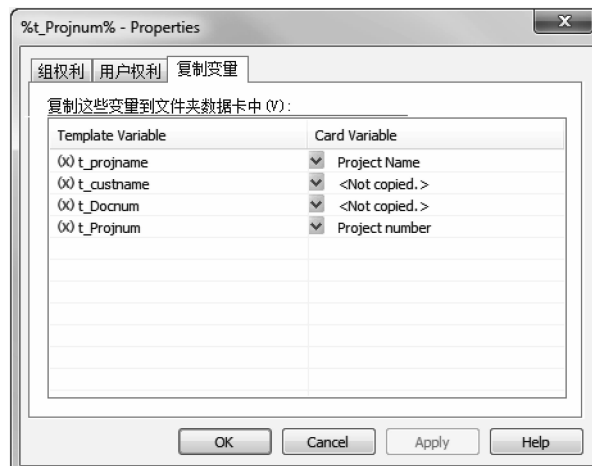 %t_Projnum% - Properties
组权利 用户权利 复制变量
复制这些变量到文件夹数据卡中(V):
Template Variable Card Variable
(x) t_projname Project Name
(x) t_custname <Not copied.>
(x) t_Docnum <Not copied.>
(x) t_Projnum Project number
OK Cancel Apply Help